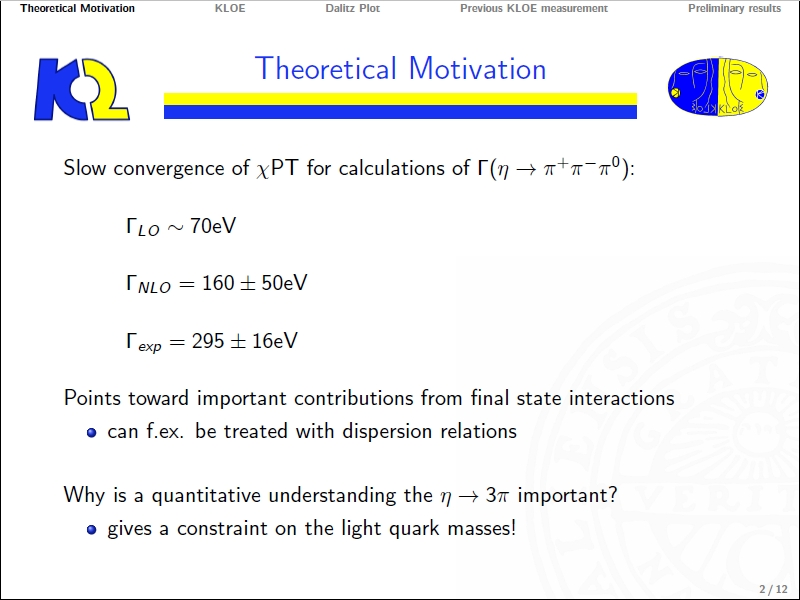 Theoretical Motivation KLOE Dalitz Plot Previous KLOE measurement Preliminary results
Theoretical Motivation
Slow convergence of χPT for calculations of Γ(η → π⁺π⁻π⁰):
Γ_LO ∼ 70eV
Γ_NLO = 160 ± 50eV
Γ_exp = 295 ± 16eV
Points toward important contributions from final state interactions
can f.ex. be treated with dispersion relations
Why is a quantitative understanding the η → 3π important?
gives a constraint on the light quark masses!
2 / 12